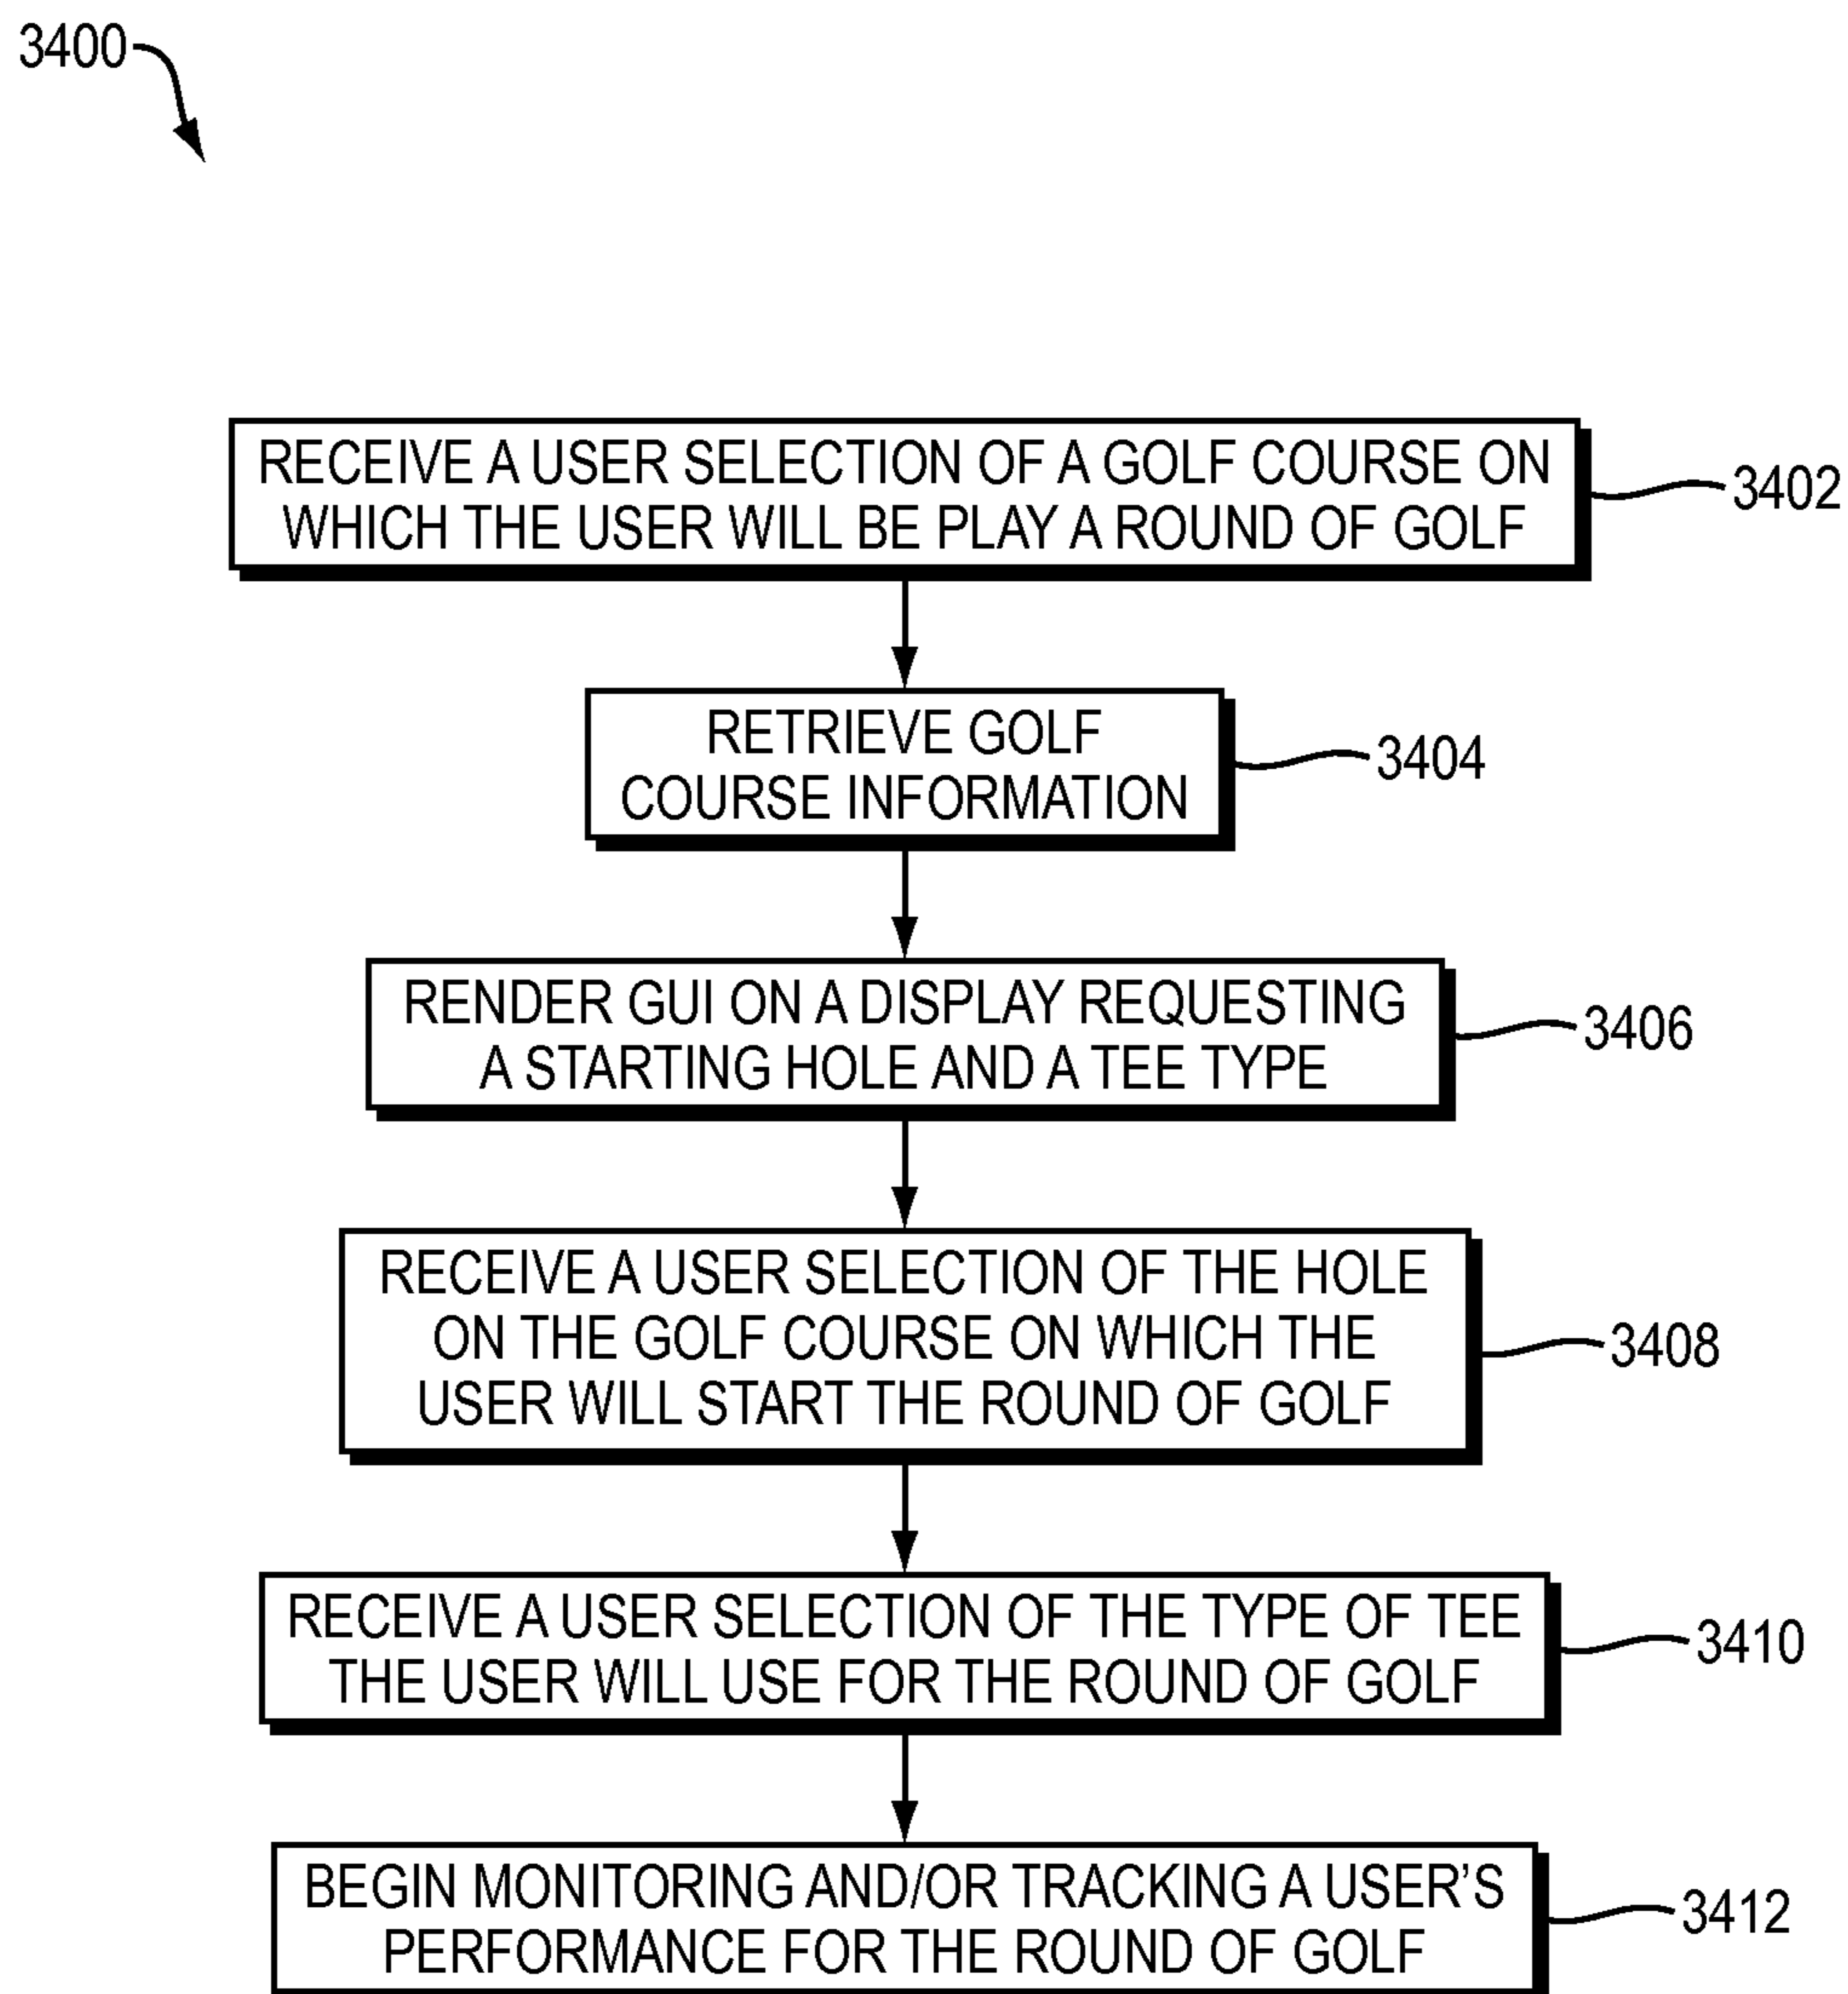 3400
RECEIVE A USER SELECTION OF A GOLF COURSE ON
WHICH THE USER WILL BE PLAY A ROUND OF GOLF
3402
RETRIEVE GOLF
COURSE INFORMATION
3404
RENDER GUI ON A DISPLAY REQUESTING
A STARTING HOLE AND A TEE TYPE
3406
RECEIVE A USER SELECTION OF THE HOLE
ON THE GOLF COURSE ON WHICH THE
USER WILL START THE ROUND OF GOLF
3408
RECEIVE A USER SELECTION OF THE TYPE OF TEE
THE USER WILL USE FOR THE ROUND OF GOLF
3410
BEGIN MONITORING AND/OR TRACKING A USER’S
PERFORMANCE FOR THE ROUND OF GOLF
3412